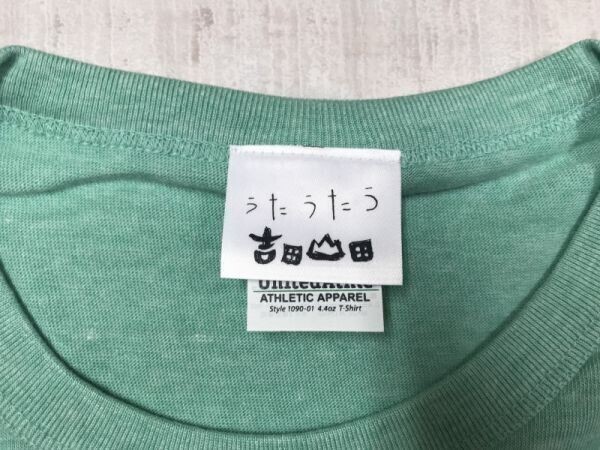 うたうたう
吉田山田
UnitedAthle
ATHLETIC APPAREL
Style 1090-01 4.4oz T-Shirt